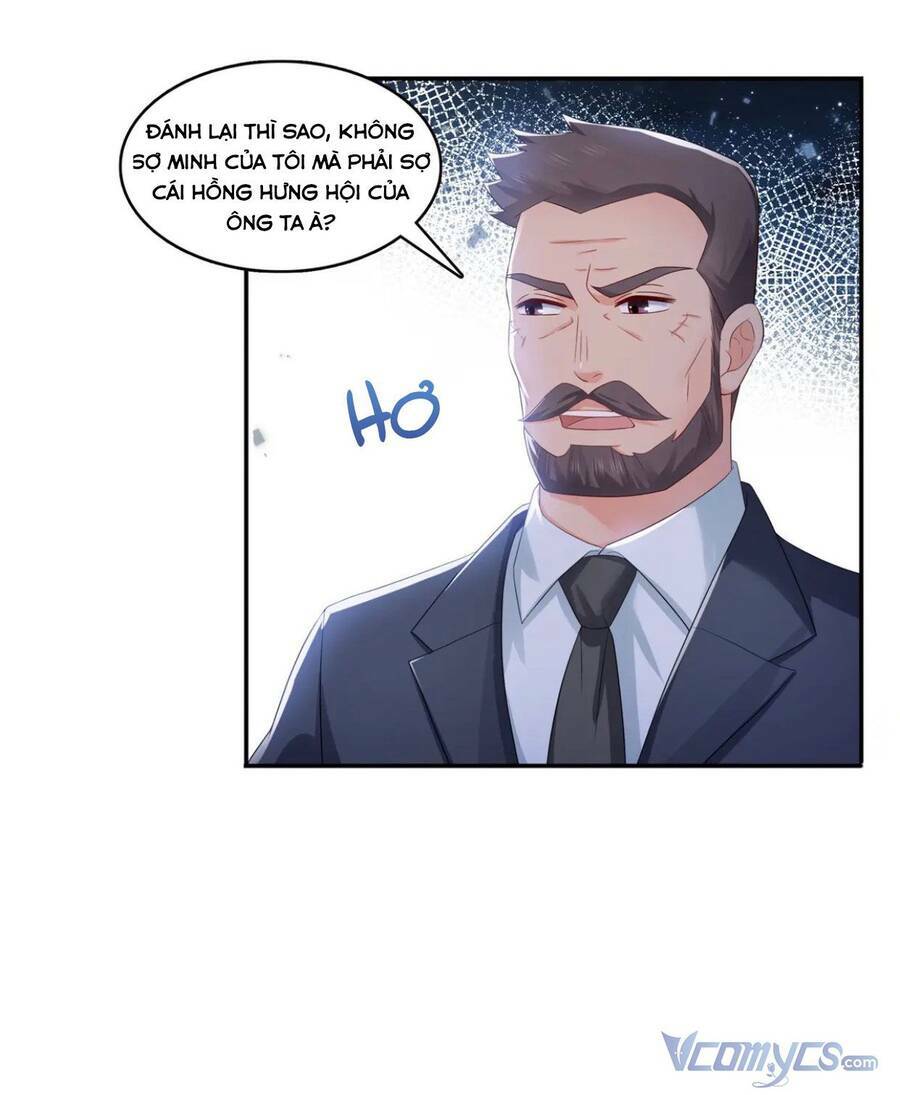 ĐÁNH LẠI THÌ SAO, KHÔNG
SỢ MINH CỦA TÔI MÀ PHẢI SỢ
CÁI HỒNG HƯNG HỘI CỦA
ÔNG TA À?
HƠ
VCOMYCS.com